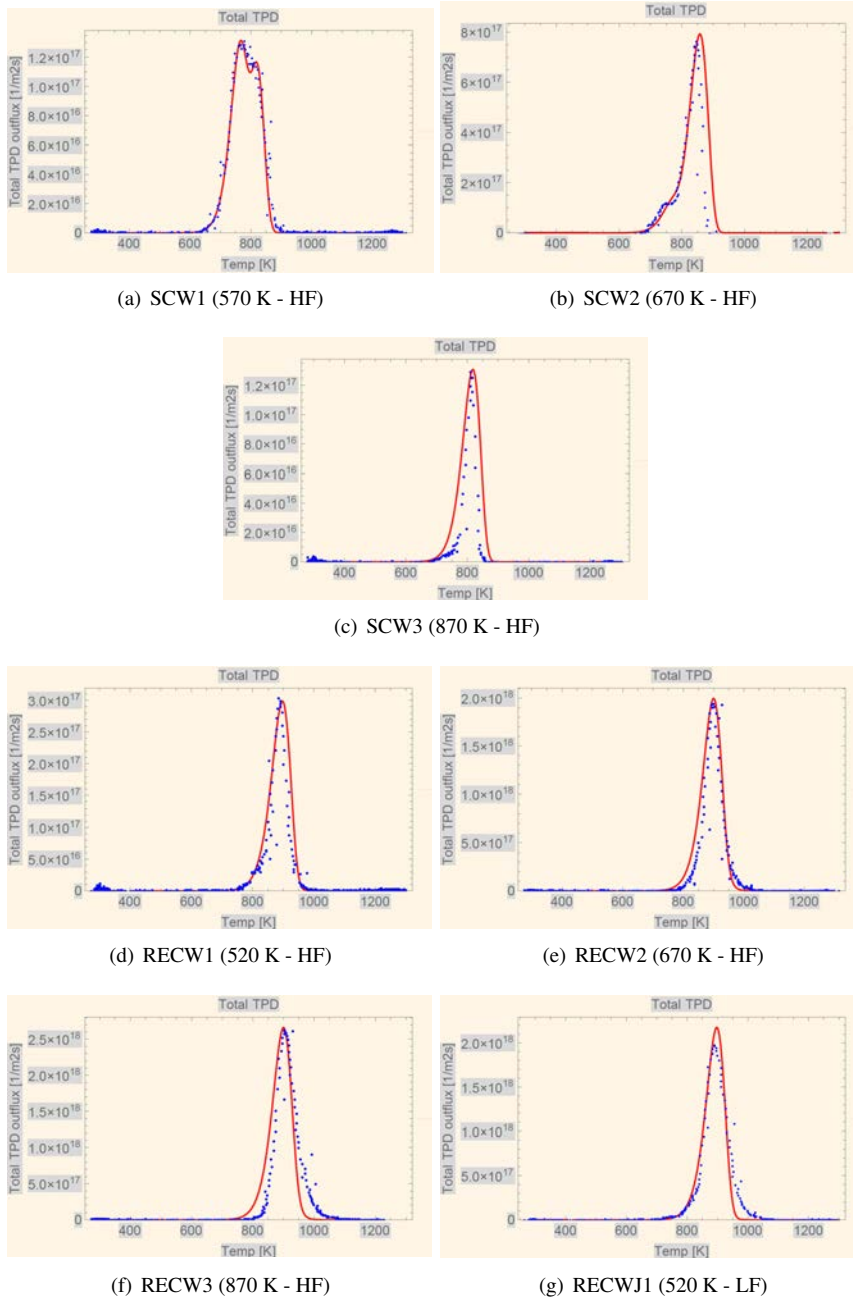 Total TPD
Total TPD outflux [1/m2s]
1.2×10^17
1.0×10^17
8.0×10^16
6.0×10^16
4.0×10^16
2.0×10^16
0
400 600 800 1000 1200
Temp [K]
(a) SCW1 (570 K - HF)
Total TPD
Total TPD outflux [1/m2s]
8×10^17
6×10^17
4×10^17
2×10^17
0
400 600 800 1000 1200
Temp [K]
(b) SCW2 (670 K - HF)
Total TPD
Total TPD outflux [1/m2s]
1.2×10^17
1.0×10^17
8.0×10^16
6.0×10^16
4.0×10^16
2.0×10^16
0
400 600 800 1000 1200
Temp [K]
(c) SCW3 (870 K - HF)
Total TPD
Total TPD outflux [1/m2s]
3.0×10^17
2.5×10^17
2.0×10^17
1.5×10^17
1.0×10^17
5.0×10^16
0
400 600 800 1000 1200
Temp [K]
(d) RECW1 (520 K - HF)
Total TPD
Total TPD outflux [1/m2s]
2.0×10^18
1.5×10^18
1.0×10^18
5.0×10^17
0
400 600 800 1000 1200
Temp [K]
(e) RECW2 (670 K - HF)
Total TPD
Total TPD outflux [1/m2s]
2.5×10^18
2.0×10^18
1.5×10^18
1.0×10^18
5.0×10^17
0
400 600 800 1000 1200
Temp [K]
(f) RECW3 (870 K - HF)
Total TPD
Total TPD outflux [1/m2s]
2.0×10^18
1.5×10^18
1.0×10^18
5.0×10^17
0
400 600 800 1000 1200
Temp [K]
(g) RECWJ1 (520 K - LF)